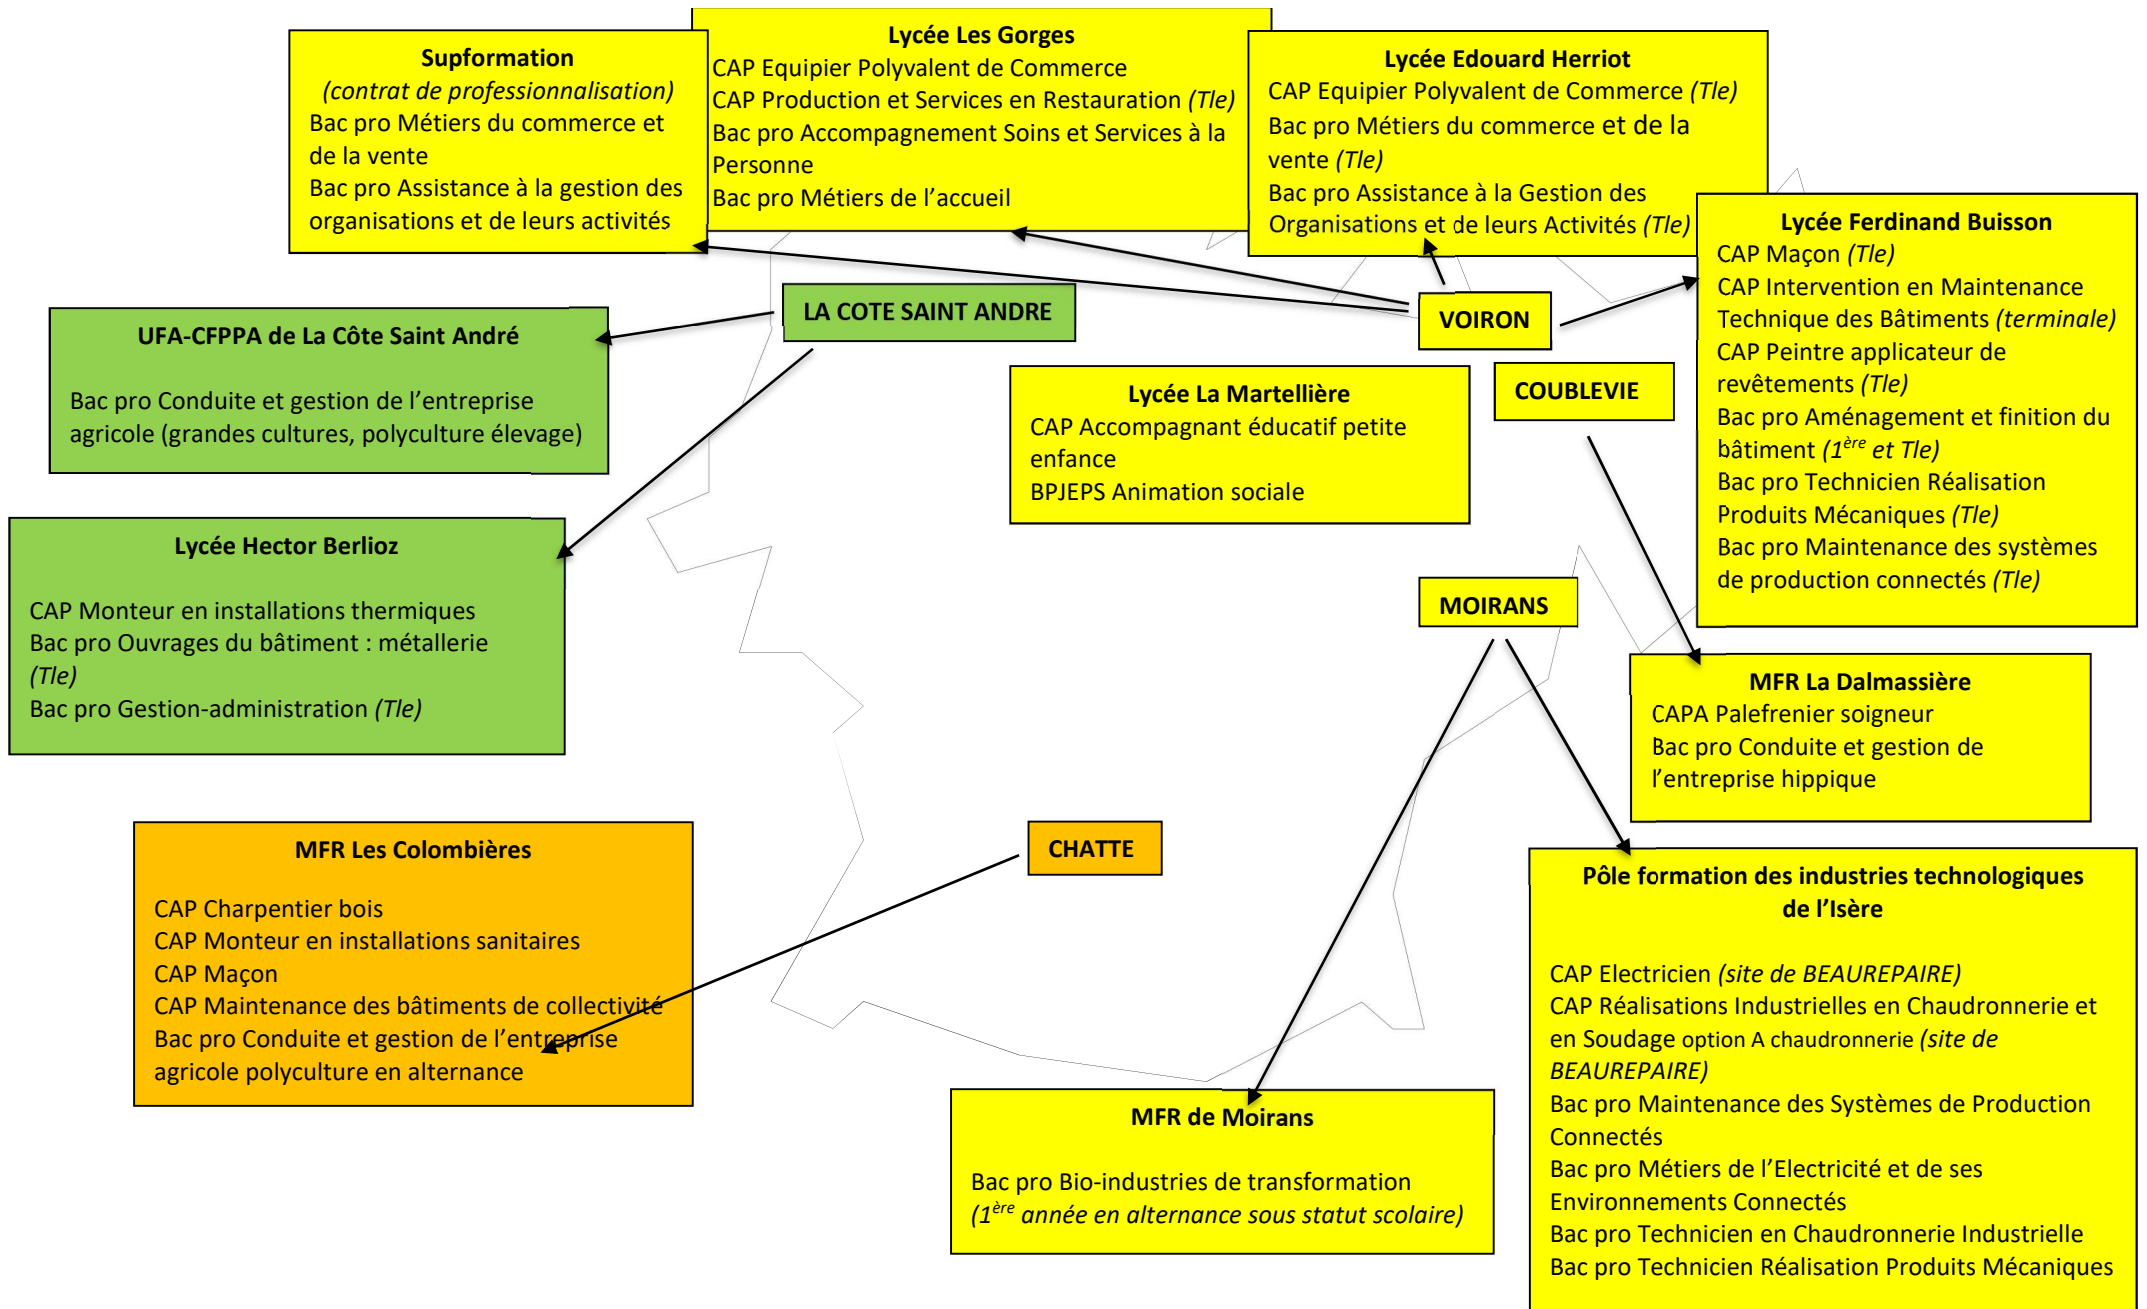 Supformation
(contrat de professionnalisation)
Bac pro Métiers du commerce et
de la vente
Bac pro Assistance à la gestion des
organisations et de leurs activités
Lycée Les Gorges
CAP Equipier Polyvalent de Commerce
CAP Production et Services en Restauration (Tle)
Bac pro Accompagnement Soins et Services à la
Personne
Bac pro Métiers de l’accueil
Lycée Edouard Herriot
CAP Equipier Polyvalent de Commerce (Tle)
Bac pro Métiers du commerce et de la
vente (Tle)
Bac pro Assistance à la Gestion des
Organisations et de leurs Activités (Tle)
Lycée Ferdinand Buisson
CAP Maçon (Tle)
CAP Intervention en Maintenance
Technique des Bâtiments (terminale)
CAP Peintre applicateur de
revêtements (Tle)
Bac pro Aménagement et finition du
bâtiment (1ère et Tle)
Bac pro Technicien Réalisation
Produits Mécaniques (Tle)
Bac pro Maintenance des systèmes
de production connectés (Tle)
LA COTE SAINT ANDRE
VOIRON
UFA-CFPPA de La Côte Saint André
Bac pro Conduite et gestion de l’entreprise
agricole (grandes cultures, polyculture élevage)
Lycée La Martellière
CAP Accompagnant éducatif petite
enfance
BPJEPS Animation sociale
COUBLEVIE
Lycée Hector Berlioz
CAP Monteur en installations thermiques
Bac pro Ouvrages du bâtiment : métallerie
(Tle)
Bac pro Gestion-administration (Tle)
MOIRANS
MFR La Dalmassière
CAPA Palefrenier soigneur
Bac pro Conduite et gestion de
l’entreprise hippique
MFR Les Colombières
CAP Charpentier bois
CAP Monteur en installations sanitaires
CAP Maçon
CAP Maintenance des bâtiments de collectivité
Bac pro Conduite et gestion de l’entreprise
agricole polyculture en alternance
CHATTE
Pôle formation des industries technologiques
de l’Isère
CAP Electricien (site de BEAUREPAIRE)
CAP Réalisations Industrielles en Chaudronnerie et
en Soudage option A chaudronnerie (site de
BEAUREPAIRE)
Bac pro Maintenance des Systèmes de Production
Connectés
Bac pro Métiers de l’Electricité et de ses
Environnements Connectés
Bac pro Technicien en Chaudronnerie Industrielle
Bac pro Technicien Réalisation Produits Mécaniques
MFR de Moirans
Bac pro Bio-industries de transformation
(1ère année en alternance sous statut scolaire)